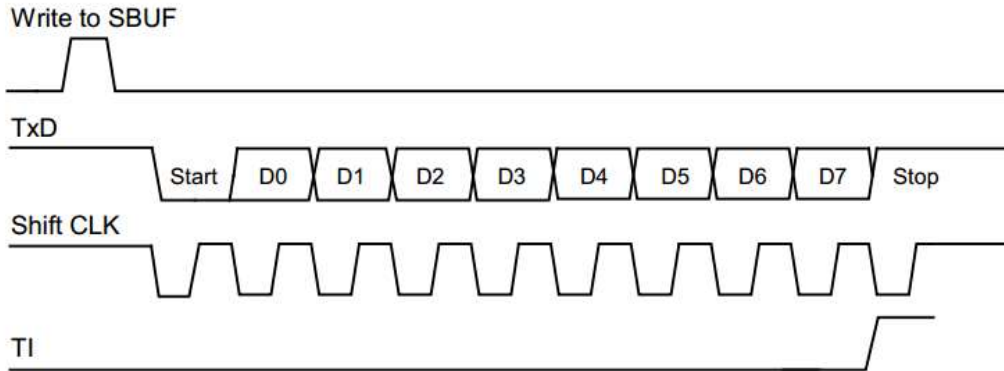 Write to SBUF
TxD
Start D0 D1 D2 D3 D4 D5 D6 D7 Stop
Shift CLK
TI